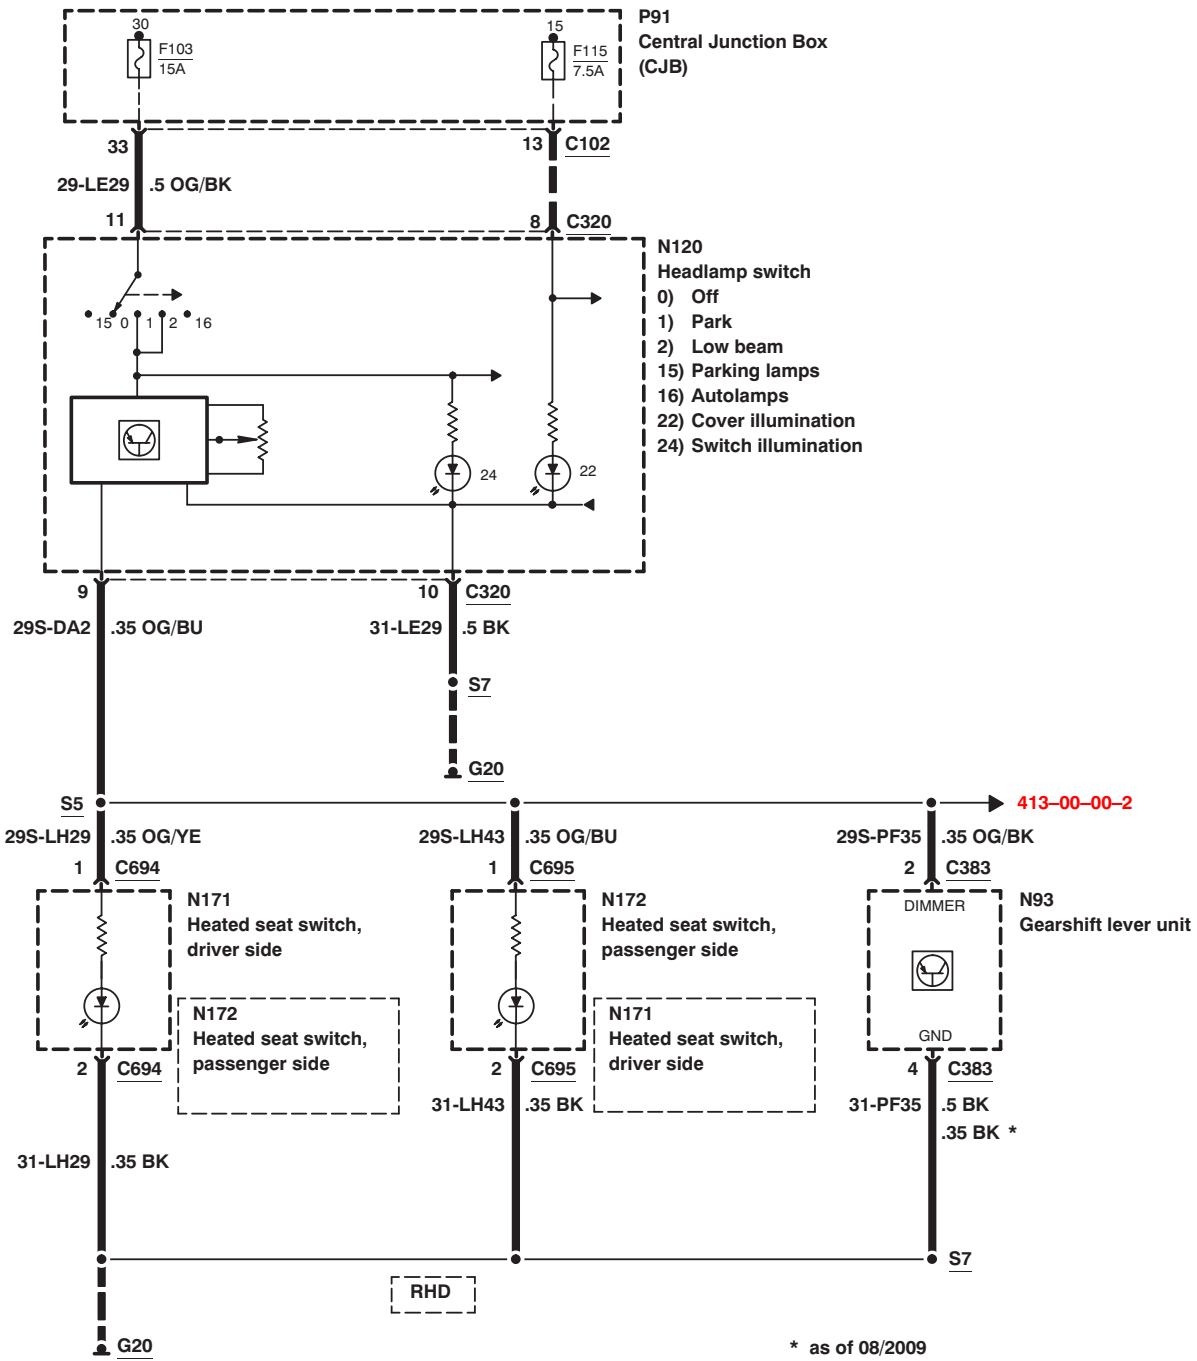 P91
Central Junction Box
(CJB)
30
F103
15A
15
F115
7.5A
33
13 C102
29-LE29 .5 OG/BK
11
8 C320
N120
Headlamp switch
0) Off
1) Park
2) Low beam
15) Parking lamps
16) Autolamps
22) Cover illumination
24) Switch illumination
15 0 1 2 16
24
22
9
10 C320
29S-DA2 .35 OG/BU
31-LE29 .5 BK
S7
G20
S5
413–00–00–2
29S-LH29 .35 OG/YE
29S-LH43 .35 OG/BU
29S-PF35 .35 OG/BK
1 C694
1 C695
2 C383
N171
Heated seat switch,
driver side
N172
Heated seat switch,
passenger side
N172
Heated seat switch,
passenger side
N171
Heated seat switch,
driver side
DIMMER
GND
N93
Gearshift lever unit
2 C694
2 C695
4 C383
31-LH43 .35 BK
31-PF35 .5 BK
.35 BK *
31-LH29 .35 BK
S7
RHD
G20
* as of 08/2009